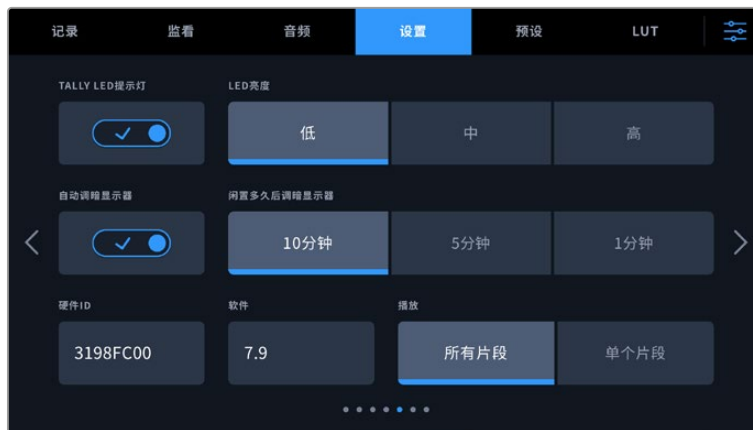 记录 监看 音频 设置 预设 LUT
TALLY LED提示灯 LED亮度
低 中 高
自动调暗显示器 闲置多久后调暗显示器
10分钟 5分钟 1分钟
硬件ID 软件 播放
3198FC00 7.9 所有片段 单个片段